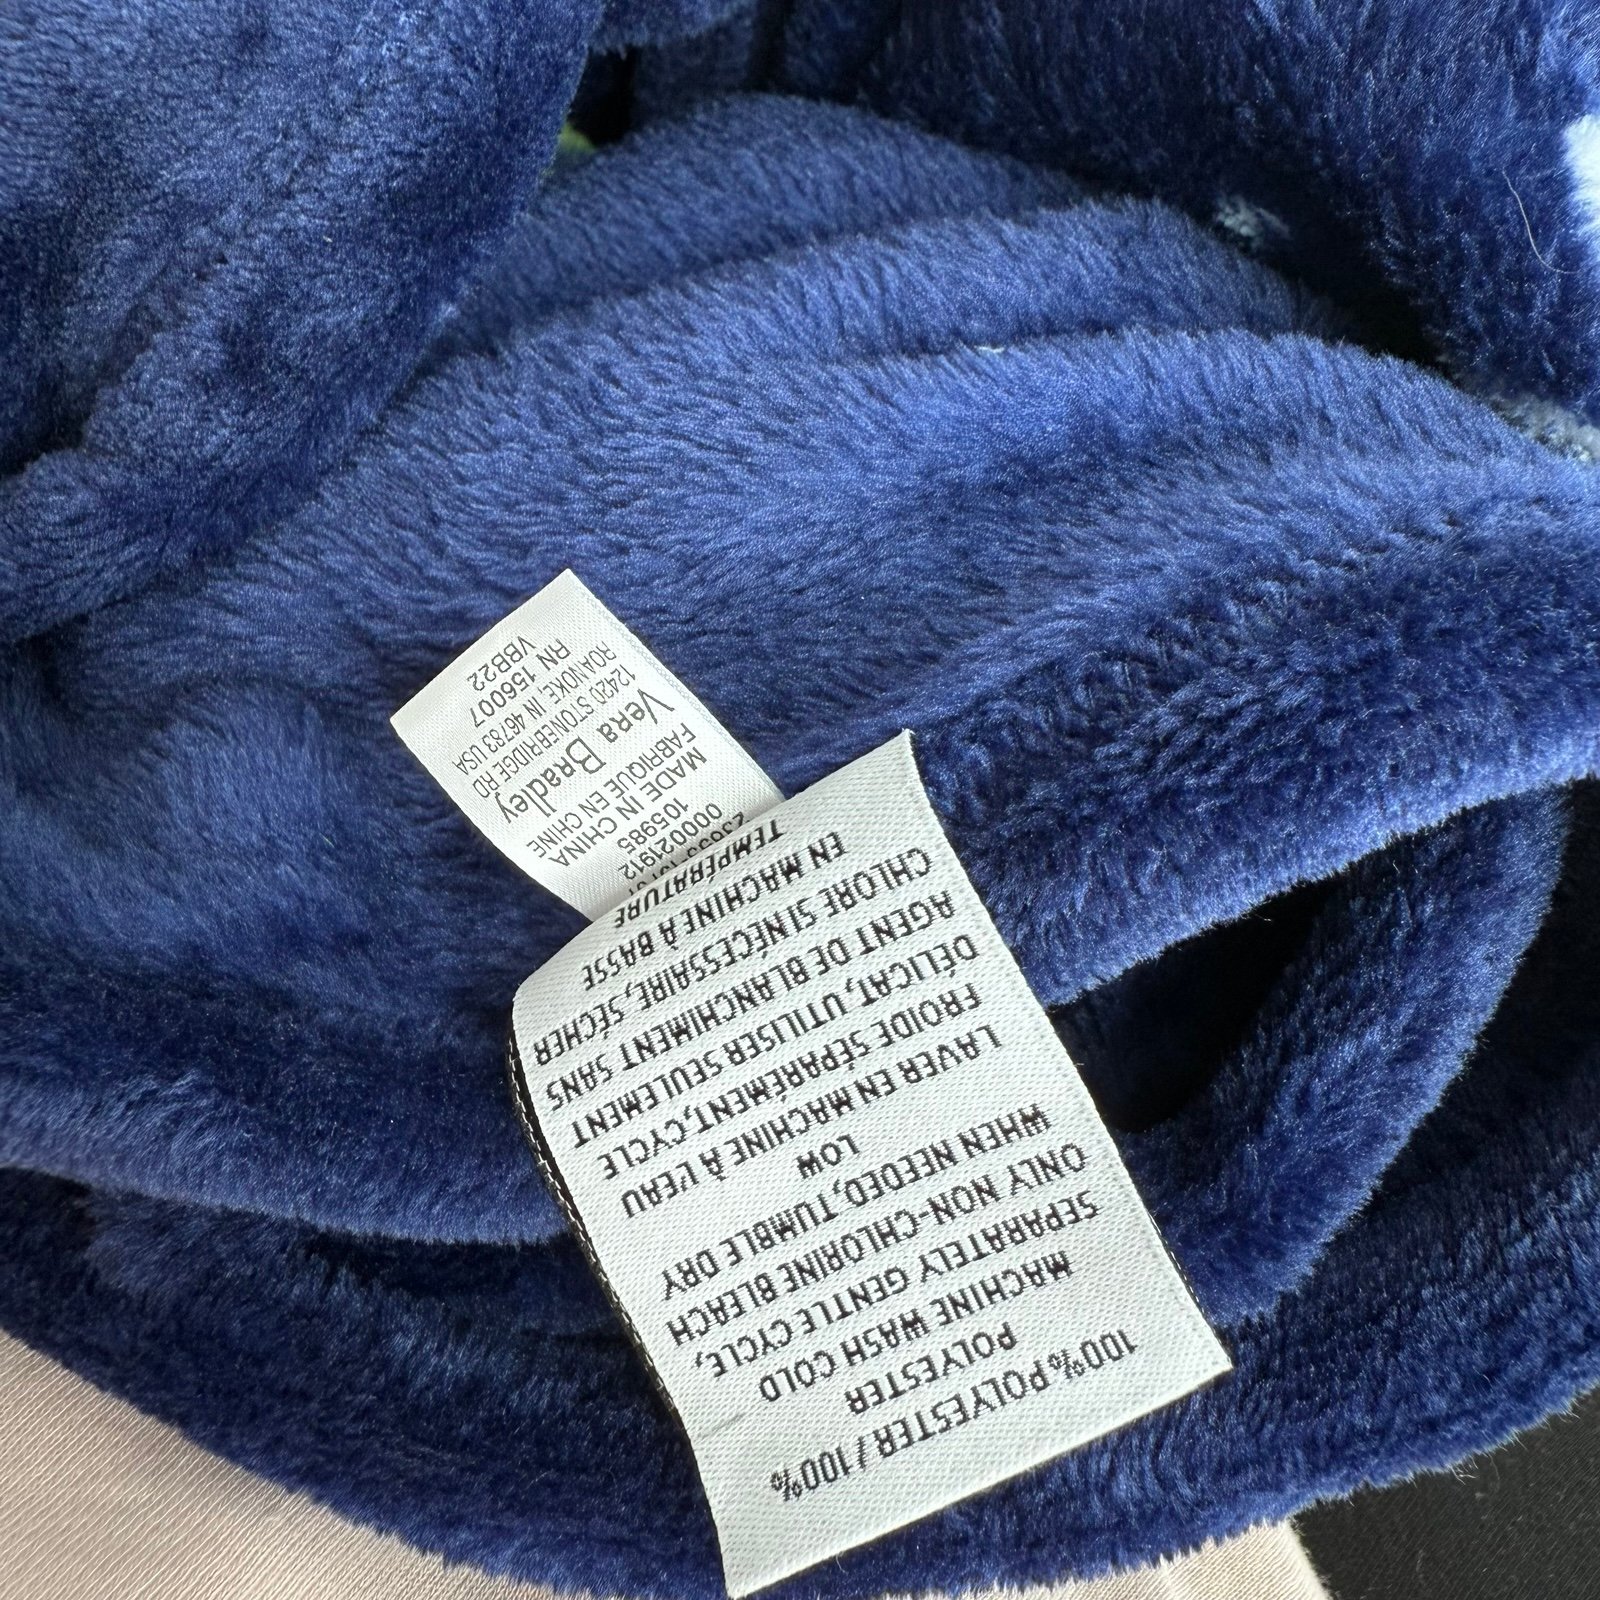 100% POLYESTER / 100%
POLYESTER
MACHINE WASH COLD
SEPARATELY GENTLE CYCLE,
ONLY NON-CHLORINE BLEACH
WHEN NEEDED, TUMBLE DRY
LOW
LAVER EN MACHINE À L'EAU
FROIDE SÉPARÉMENT, CYCLE
DÉLICAT, UTILISER SEULEMENT
AGENT DE BLANCHIMENT SANS
CHLORE SI NÉCESSAIRE, SÉCHER
EN MACHINE À BASSE
TEMPÉRATURE
000021912
105985
MADE IN CHINA
FABRIQUE EN CHINE
Vera Bradley
12420 STONEBRIDGE RD
ROANOKE, IN 46783 USA
RN 156007
VBB22